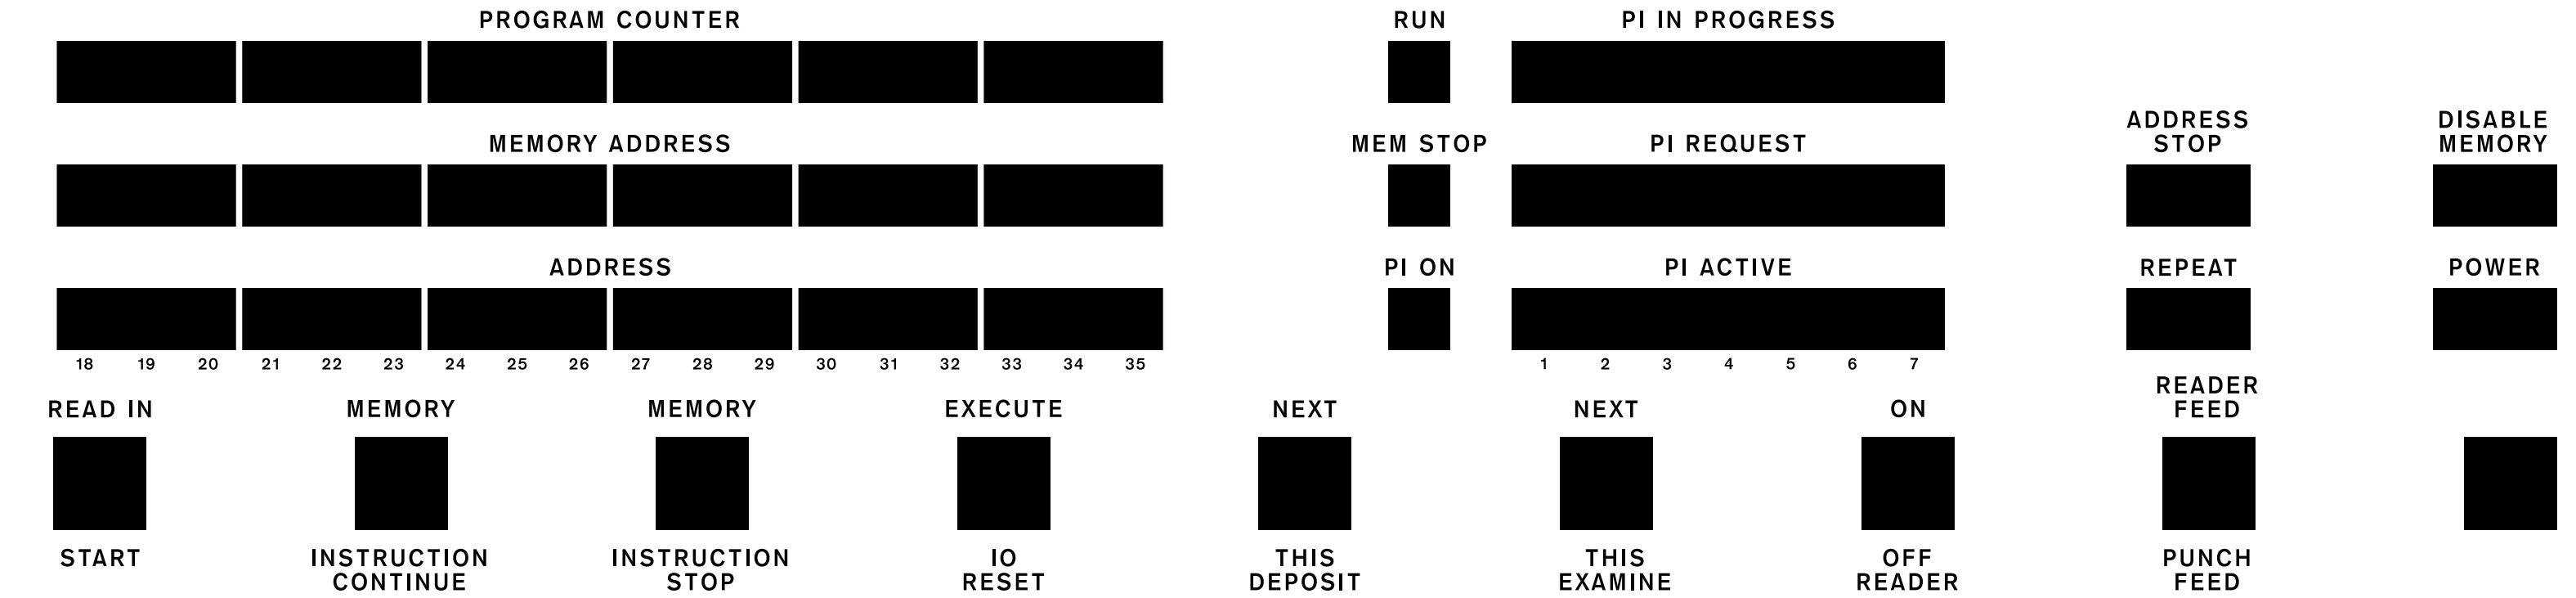 PROGRAM COUNTER RUN PI IN PROGRESS
ADDRESS DISABLE
MEMORY ADDRESS MEM STOP PI REQUEST STOP MEMORY
ADDRESS PI ON PI ACTIVE REPEAT POWER
18 19 20 21 22 23 24 25 26 27 28 29 30 31 32 33 34 35 1 2 3 4 5 6 7
READER
READ IN MEMORY MEMORY EXECUTE NEXT NEXT ON FEED
START INSTRUCTION INSTRUCTION IO THIS THIS OFF PUNCH
CONTINUE STOP RESET DEPOSIT EXAMINE READER FEED